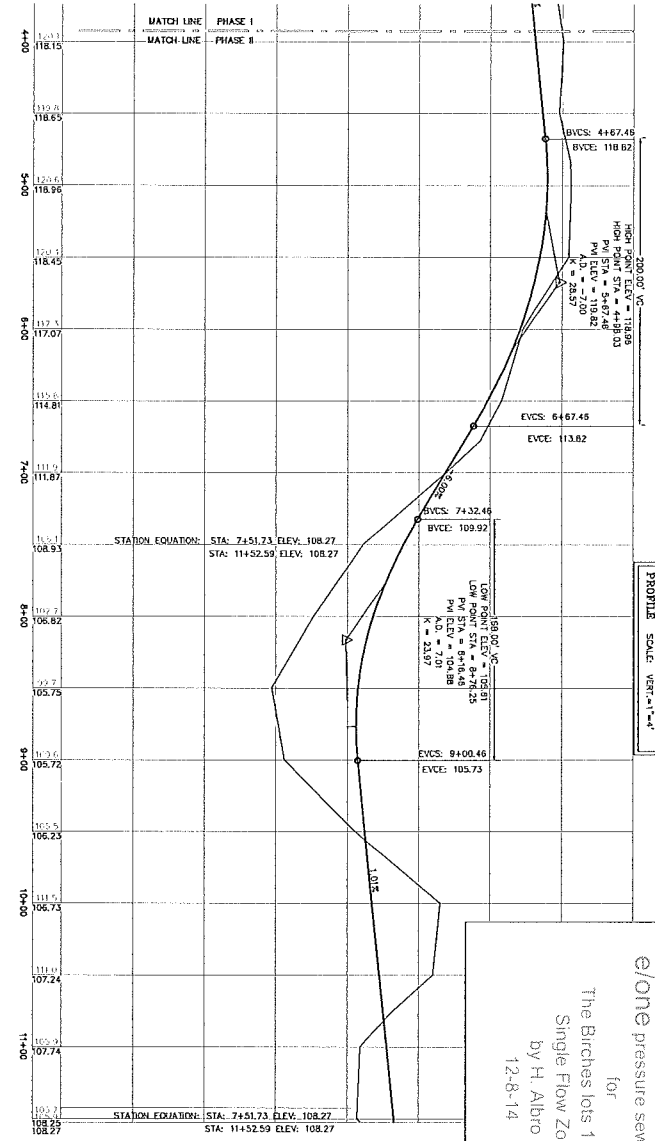 MATCH LINE PHASE I
MATCH LINE PHASE II
4+00
118.15
118.65
5+00
118.96
118.45
6+00
117.07
114.81
7+00
111.87
108.93
8+00
106.82
105.75
9+00
105.72
106.23
10+00
106.73
107.24
11+00
107.74
108.25
108.27
BVCS: 4+67.46
BVCE: 118.82
200.00' VC
HIGH POINT ELEV = 118.96
HIGH POINT STA = 4+96.03
PVI STA = 5+67.46
PVI ELEV = 119.82
A.D. = -7.00
K = 28.57
EVCS: 6+67.46
EVCE: 113.82
BVCS: 7+32.46
BVCE: 109.92
STATION EQUATION: STA: 7+51.73 ELEV: 108.27
STA: 11+52.59 ELEV: 108.27
168.00' VC
LOW POINT ELEV = 105.61
LOW POINT STA = 8+76.25
PVI STA = 8+16.46
PVI ELEV = 104.88
A.D. = 7.01
K = 23.97
EVCS: 9+00.46
EVCE: 105.73
1.01%
STATION EQUATION: STA: 7+51.73 ELEV: 108.27
STA: 11+52.59 ELEV: 108.27
PROFILE SCALE: VERT.=1"=4'
e/one pressure sew
for
The Birches lots 1
Single Flow Zo
by H. Albro
12-8-14